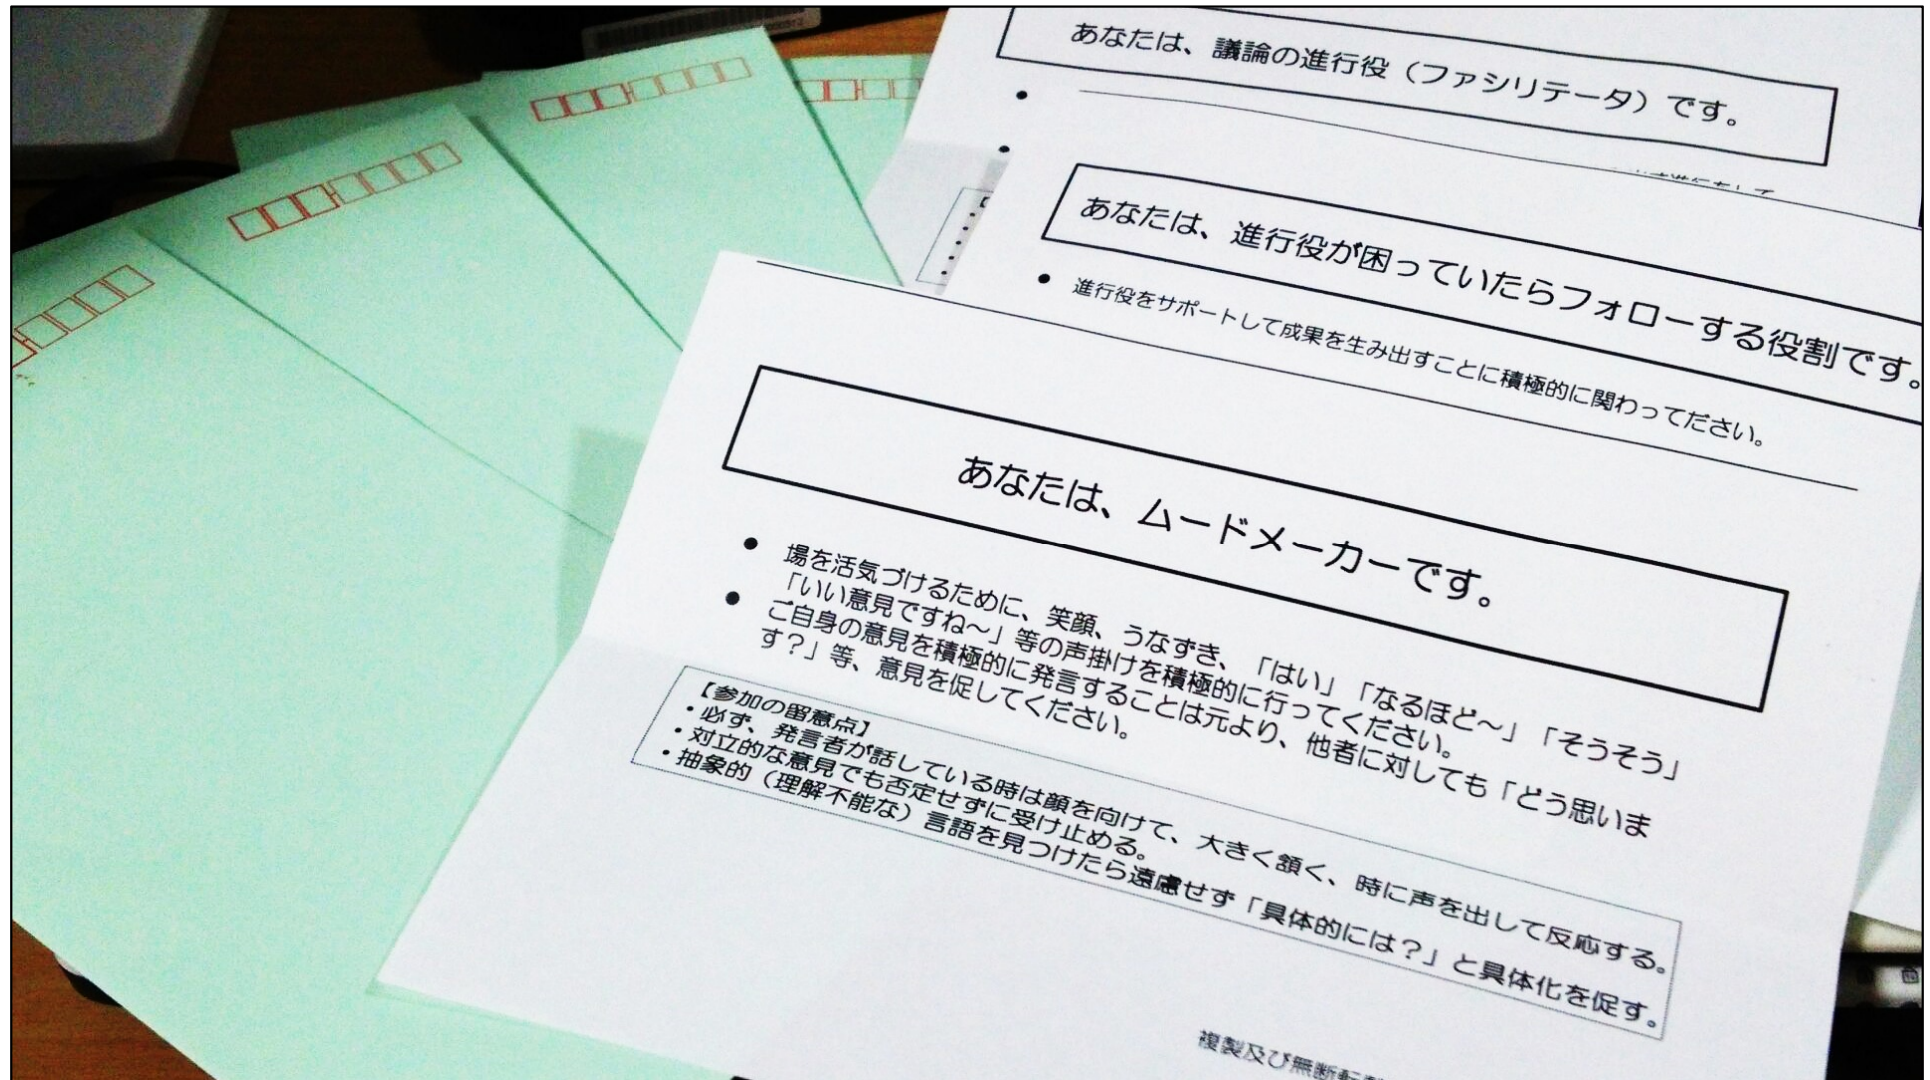 あなたは、議論の進行役（ファシリテータ）です。
あなたは、進行役が困っていたらフォローする役割です。
● 進行役をサポートして成果を生み出すことに積極的に関わってださい。
あなたは、ムードメーカーです。
● 場を活気づけるために、笑顔、うなずき、「はい」「なるほど～」「そうそう」
「いい意見ですね～」等の声掛けを積極的に行ってください。
● ご自身の意見を積極的に発言することは元より、他者に対しても「どう思いま
す？」等、意見を促してください。
【参加の留意点】
・必ず、発言者が話している時は顔を向けて、大きく頷く、時に声を出して反応する。
・対立的な意見でも否定せずに受け止める。
・抽象的（理解不能な）言語を見つけたら遠慮せず「具体的には？」と具体化を促す。
複製及び無断転